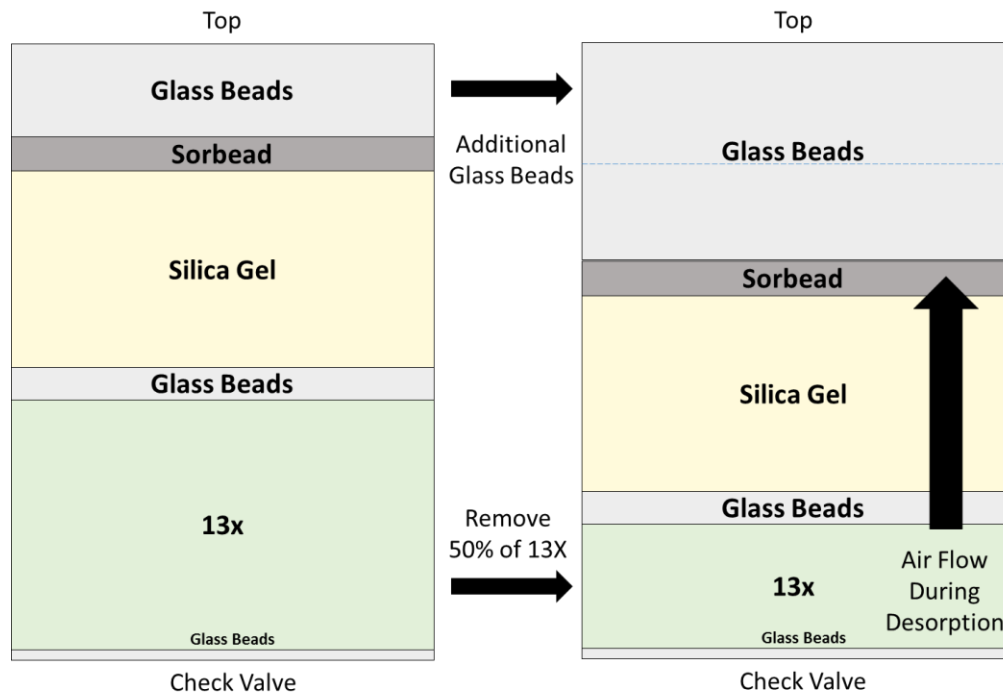 Top
Glass Beads
Sorbead
Silica Gel
Glass Beads
13x
Glass Beads
Check Valve
Additional
Glass Beads
Remove
50% of 13X
Top
Glass Beads
Sorbead
Silica Gel
Glass Beads
13x
Glass Beads
Air Flow
During
Desorption
Check Valve